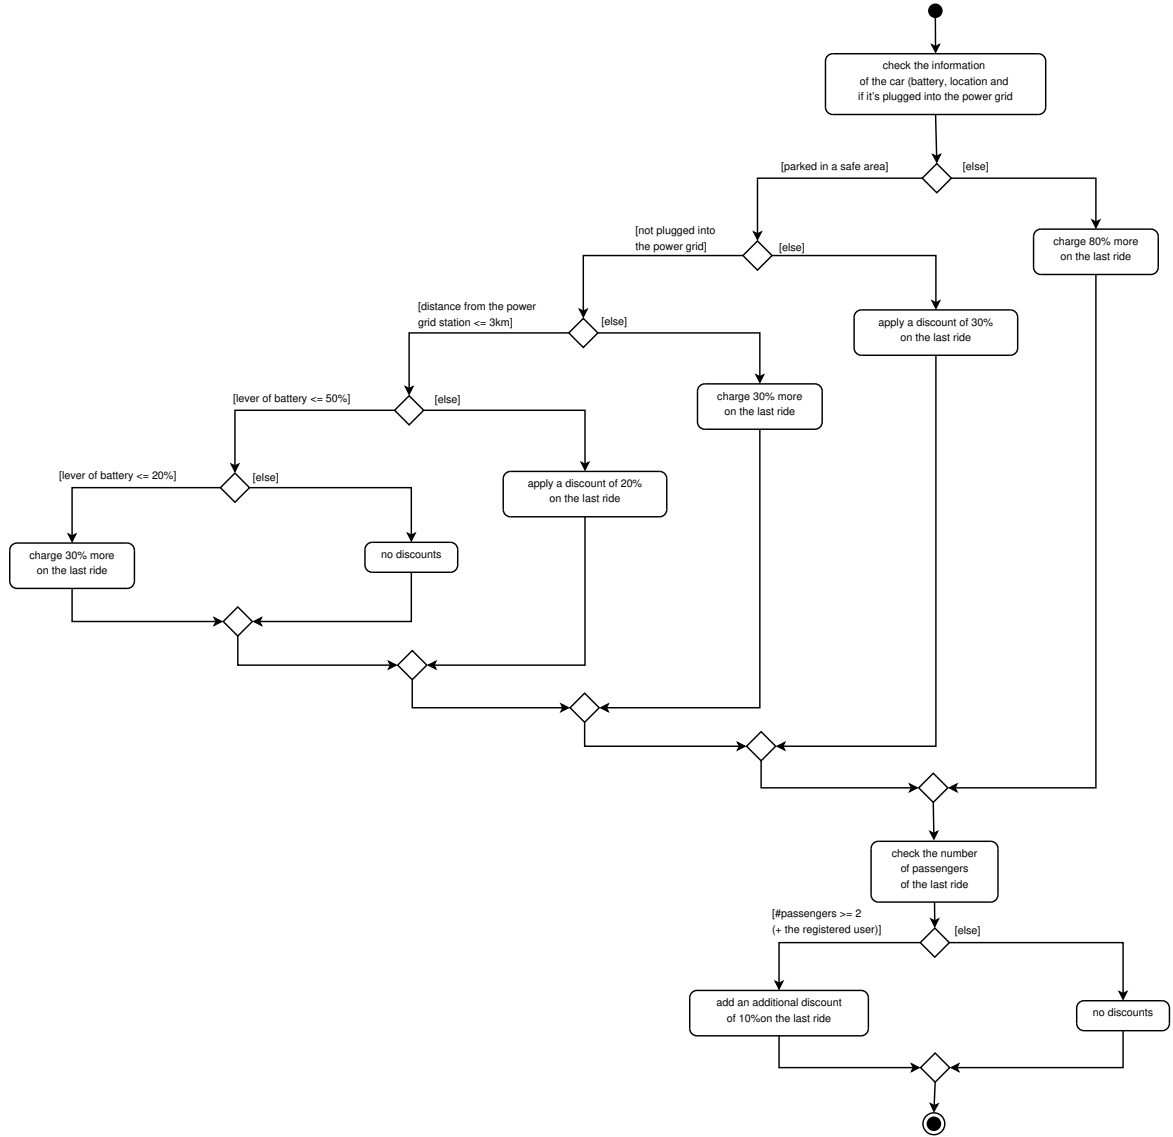 check the information
of the car (battery, location and
if it's plugged into the power grid
[parked in a safe area]
[else]
[not plugged into
the power grid]
[else]
charge 80% more
on the last ride
[distance from the power
grid station <= 3km]
[else]
apply a discount of 30%
on the last ride
[lever of battery <= 50%]
[else]
charge 30% more
on the last ride
[lever of battery <= 20%]
[else]
apply a discount of 20%
on the last ride
charge 30% more
on the last ride
no discounts
check the number
of passengers
of the last ride
[#passengers >= 2
(+ the registered user)]
[else]
add an additional discount
of 10%on the last ride
no discounts